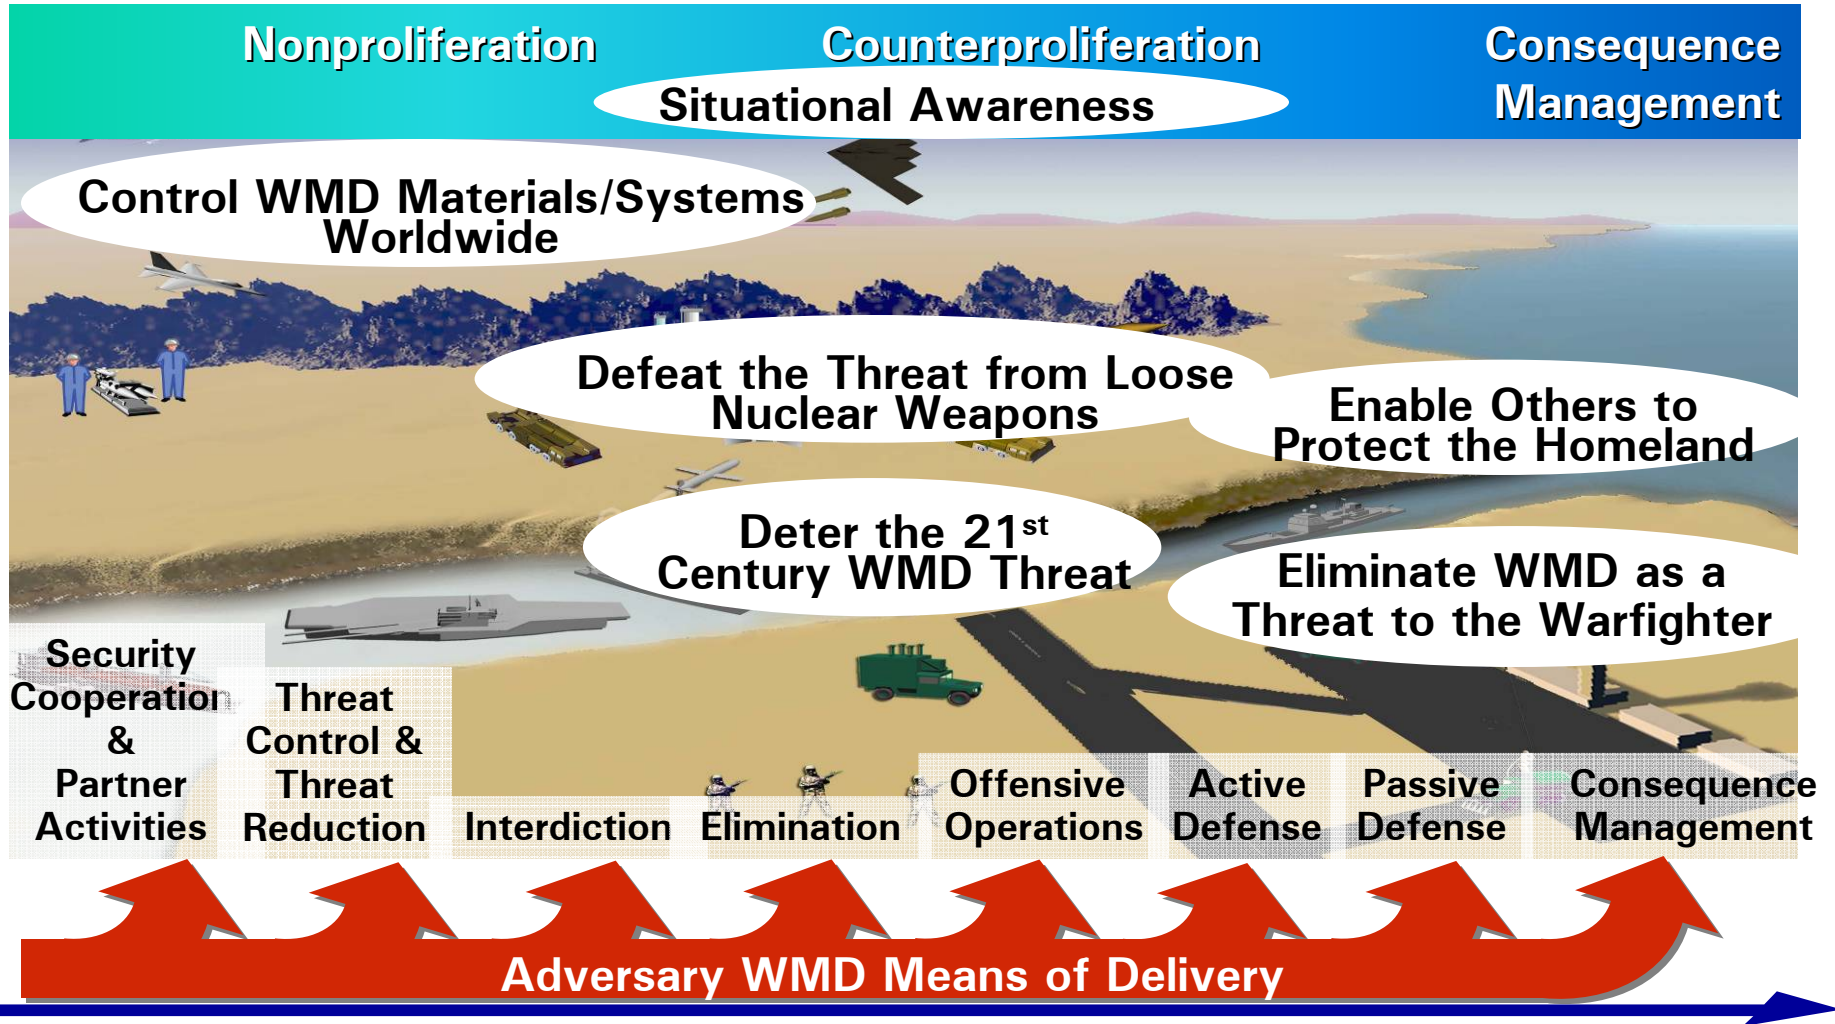 Nonproliferation
Counterproliferation
Consequence
Management
Situational Awareness
Control WMD Materials/Systems
Worldwide
Defeat the Threat from Loose
Nuclear Weapons
Enable Others to
Protect the Homeland
Deter the 21st
Century WMD Threat
Eliminate WMD as a
Threat to the Warfighter
Security
Cooperation
&
Partner
Activities
Threat
Control &
Threat
Reduction
Interdiction
Elimination
Offensive
Operations
Active
Defense
Passive
Defense
Consequence
Management
Adversary WMD Means of Delivery